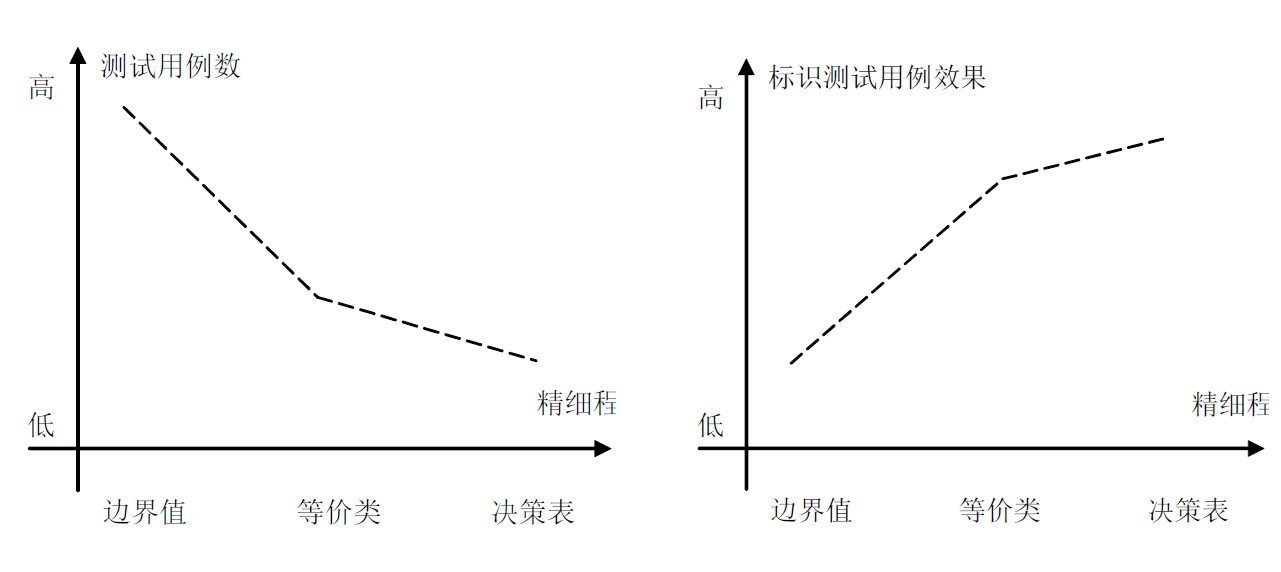 测试用例数
高
低
精细程
边界值 等价类 决策表
标识测试用例效果
高
低
精细程
边界值 等价类 决策表